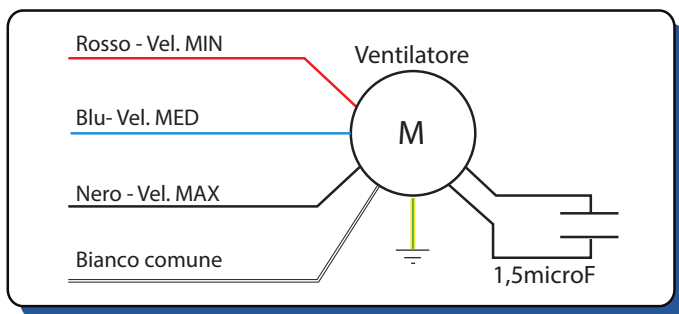 Rosso - Vel. MIN
Ventilatore
Blu- Vel. MED
M
Nero - Vel. MAX
Bianco comune
1,5microF